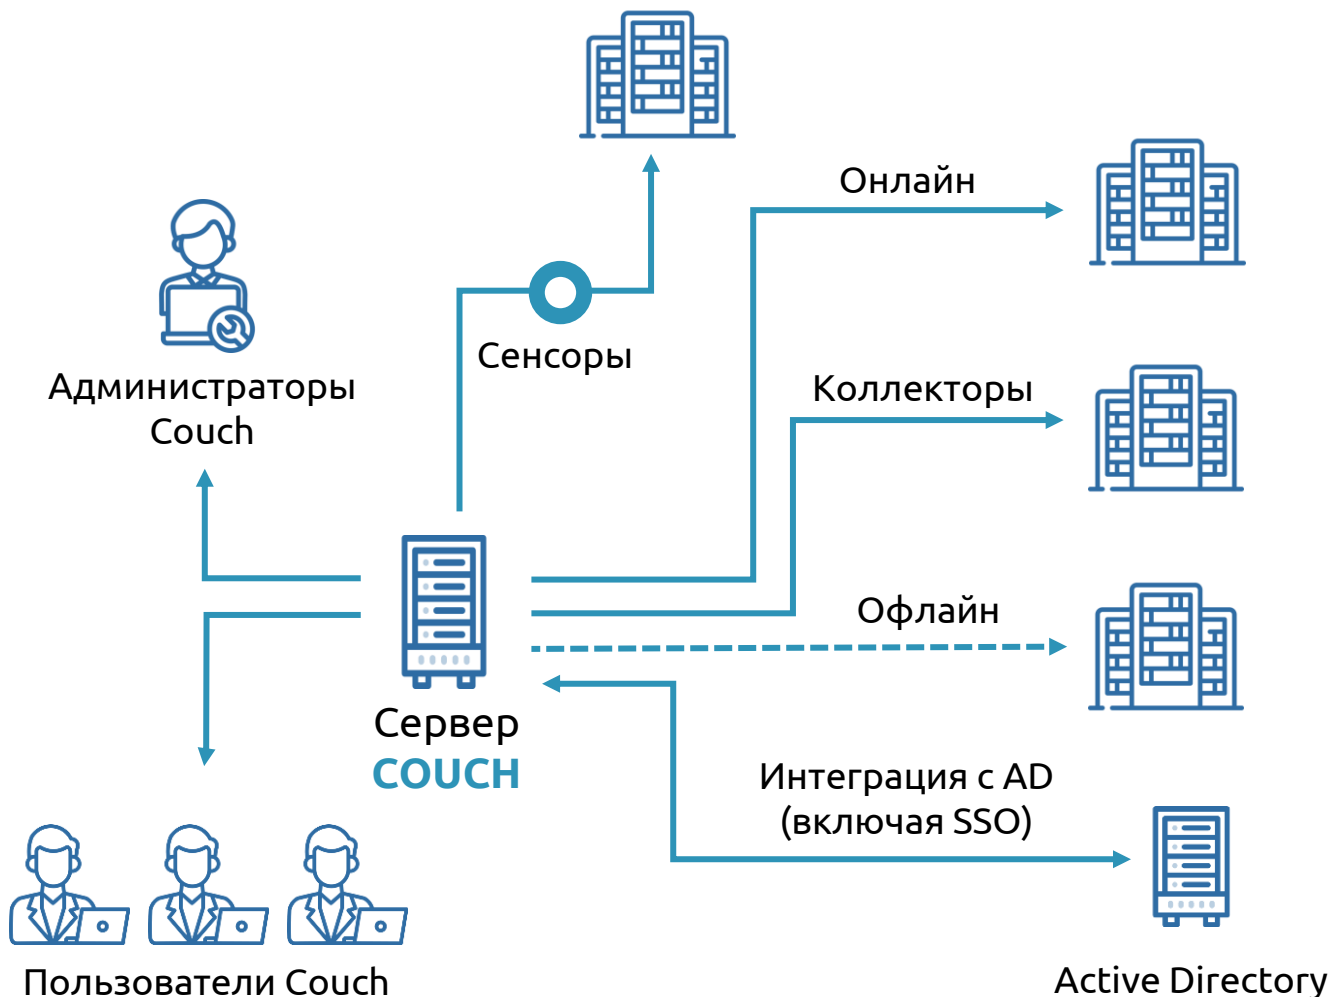 Онлайн
Сенсоры
Администраторы
Couch
Коллекторы
Офлайн
Сервер
COUCH
Интеграция с AD
(включая SSO)
Пользователи Couch
Active Directory